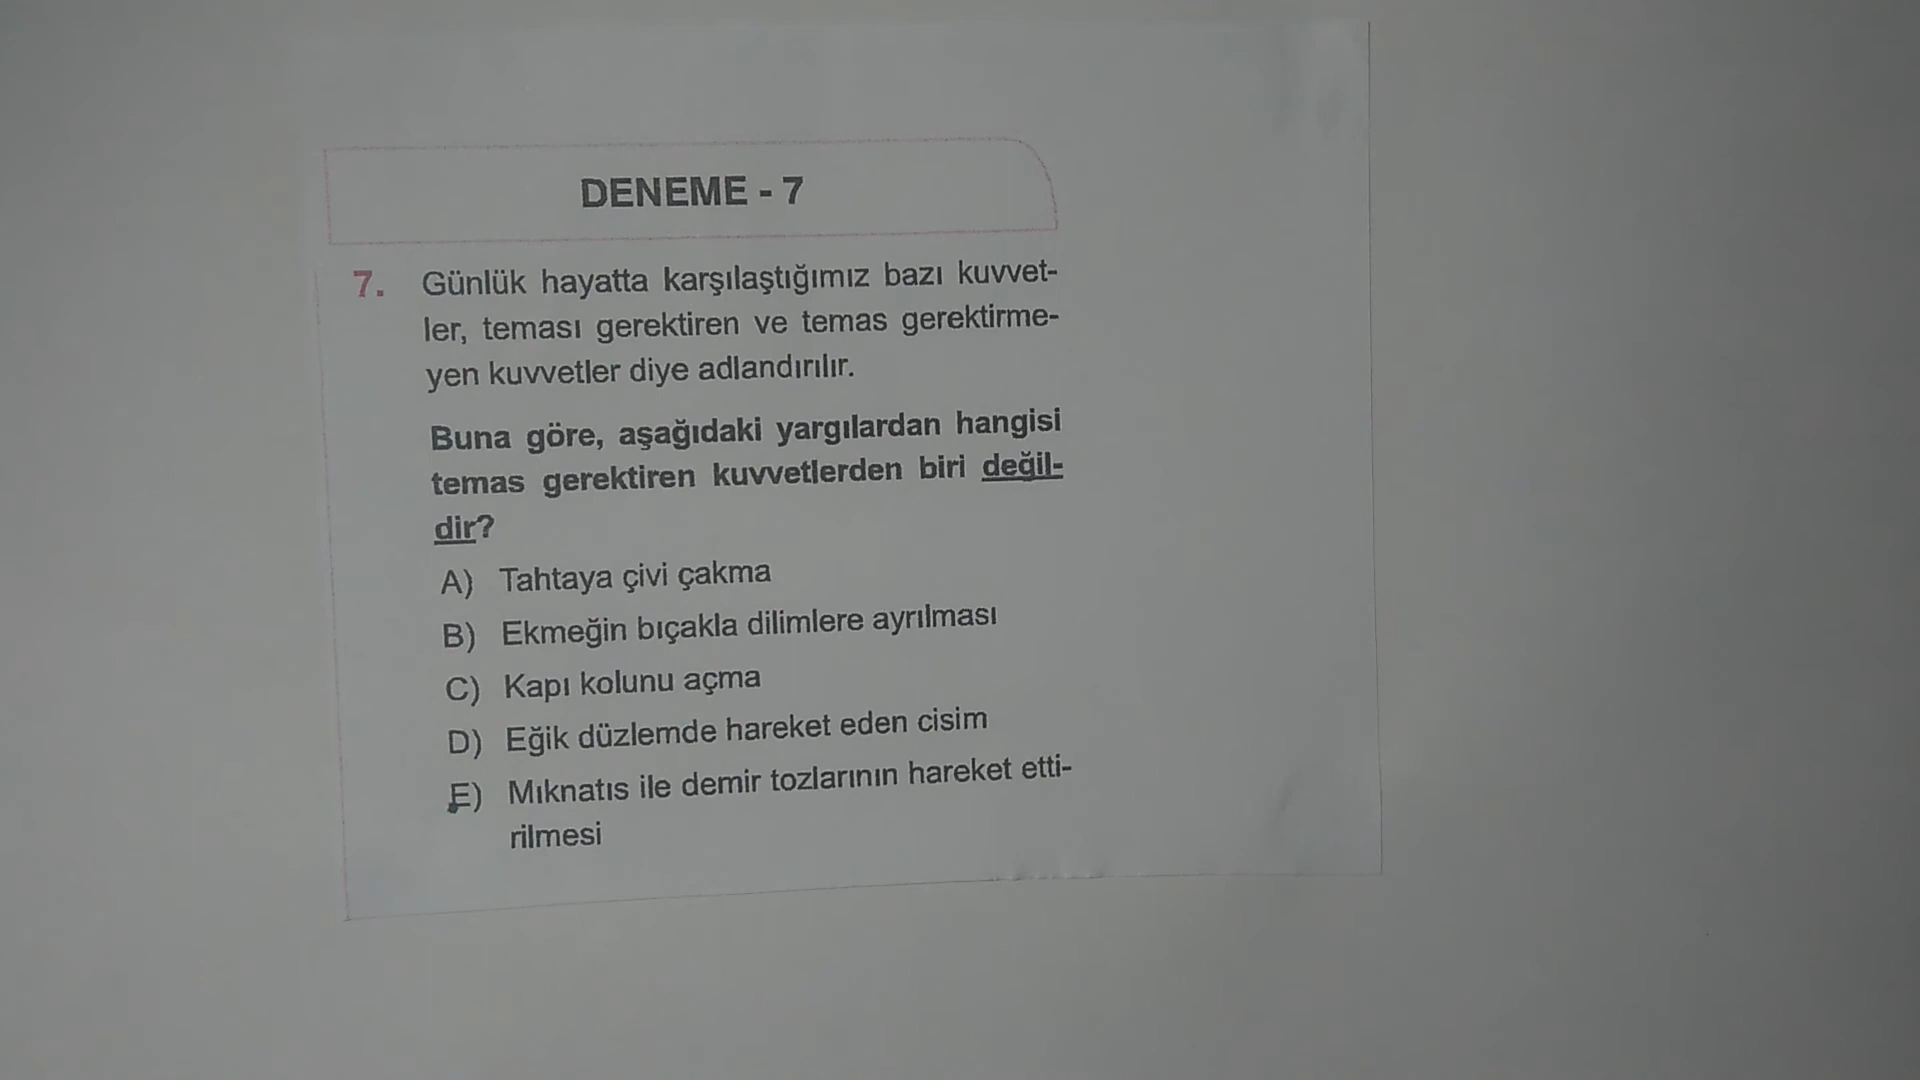 DENEME - 7
7. Günlük hayatta karşılaştığımız bazı kuvvet-
ler, teması gerektiren ve temas gerektirme-
yen kuvvetler diye adlandırılır.
Buna göre, aşağıdaki yargılardan hangisi
temas gerektiren kuvvetlerden biri değil-
dir?
A) Tahtaya çivi çakma
B) Ekmeğin bıçakla dilimlere ayrılması
C) Kapı kolunu açma
D) Eğik düzlemde hareket eden cisim
E) Mıknatıs ile demir tozlarının hareket etti-
rilmesi